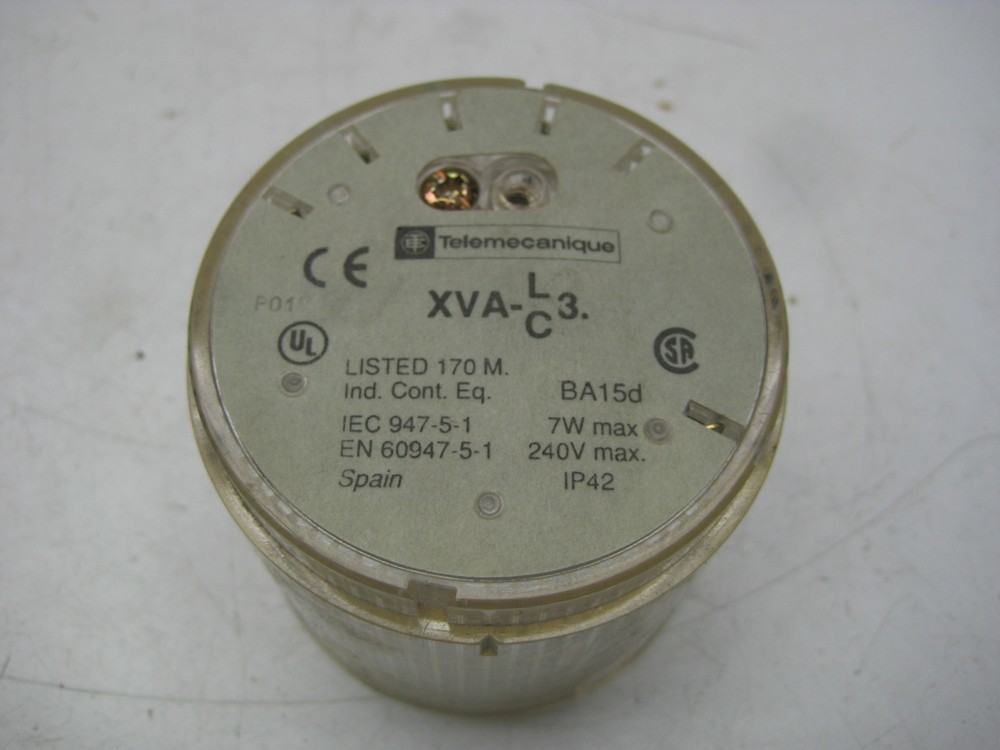 Telemecanique
CE
XVA-L/C3.
UL
SA
LISTED 170 M.
Ind. Cont. Eq.
BA15d
IEC 947-5-1
7W max
EN 60947-5-1
240V max.
Spain
IP42